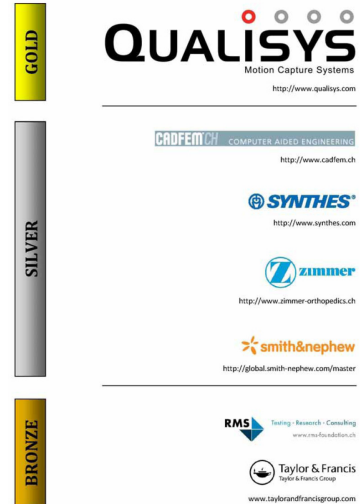 GOLD
QUALISYS
Motion Capture Systems
http://www.qualisys.com
SILVER
CADFEM CH COMPUTER AIDED ENGINEERING
http://www.cadfem.ch
SYNTHES®
http://www.synthes.com
Z zimmer
http://www.zimmer-orthopedics.ch
smith&nephew
http://global.smith-nephew.com/master
BRONZE
RMS Testing - Research - Consulting
www.rms-foundation.ch
Taylor & Francis
Taylor & Francis Group
www.taylorandfrancisgroup.com